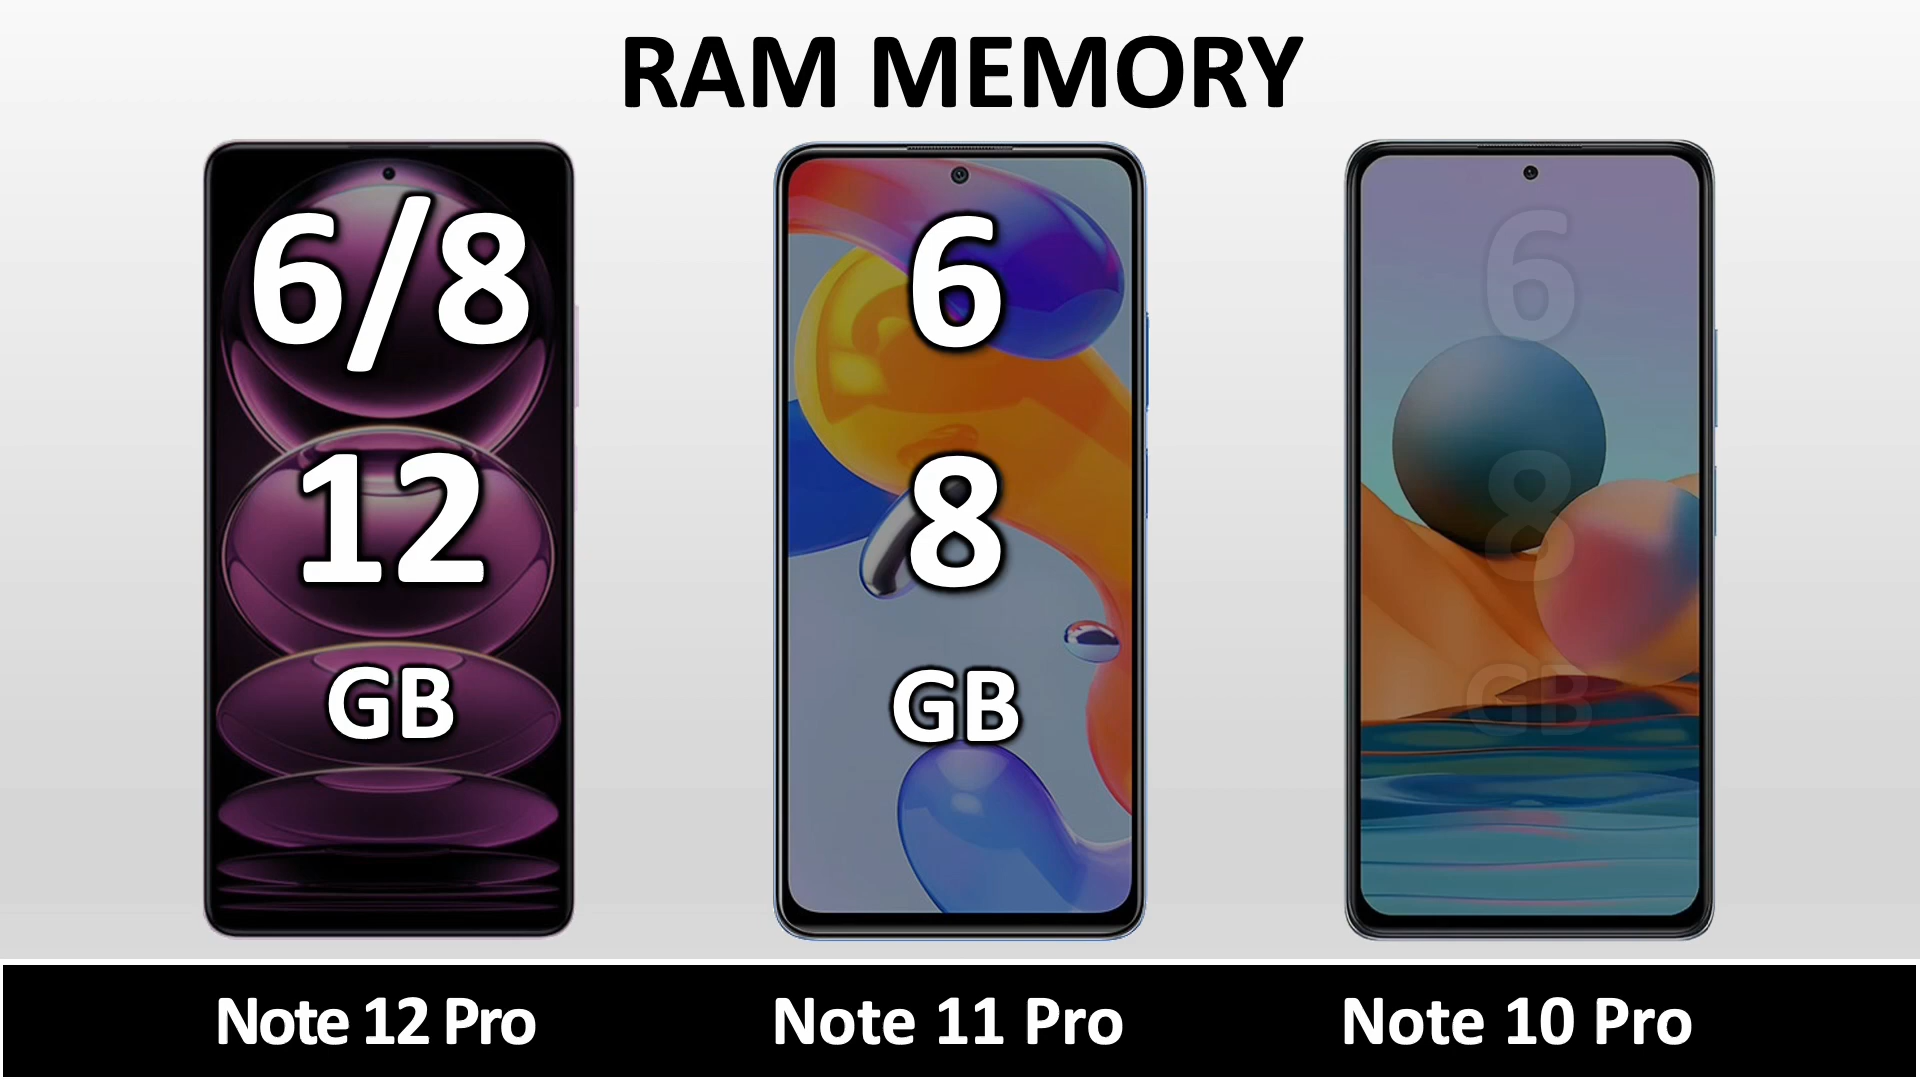 RAM MEMORY
6/8
12
GB
6
8
GB
6
8
GB
Note 12 Pro
Note 11 Pro
Note 10 Pro